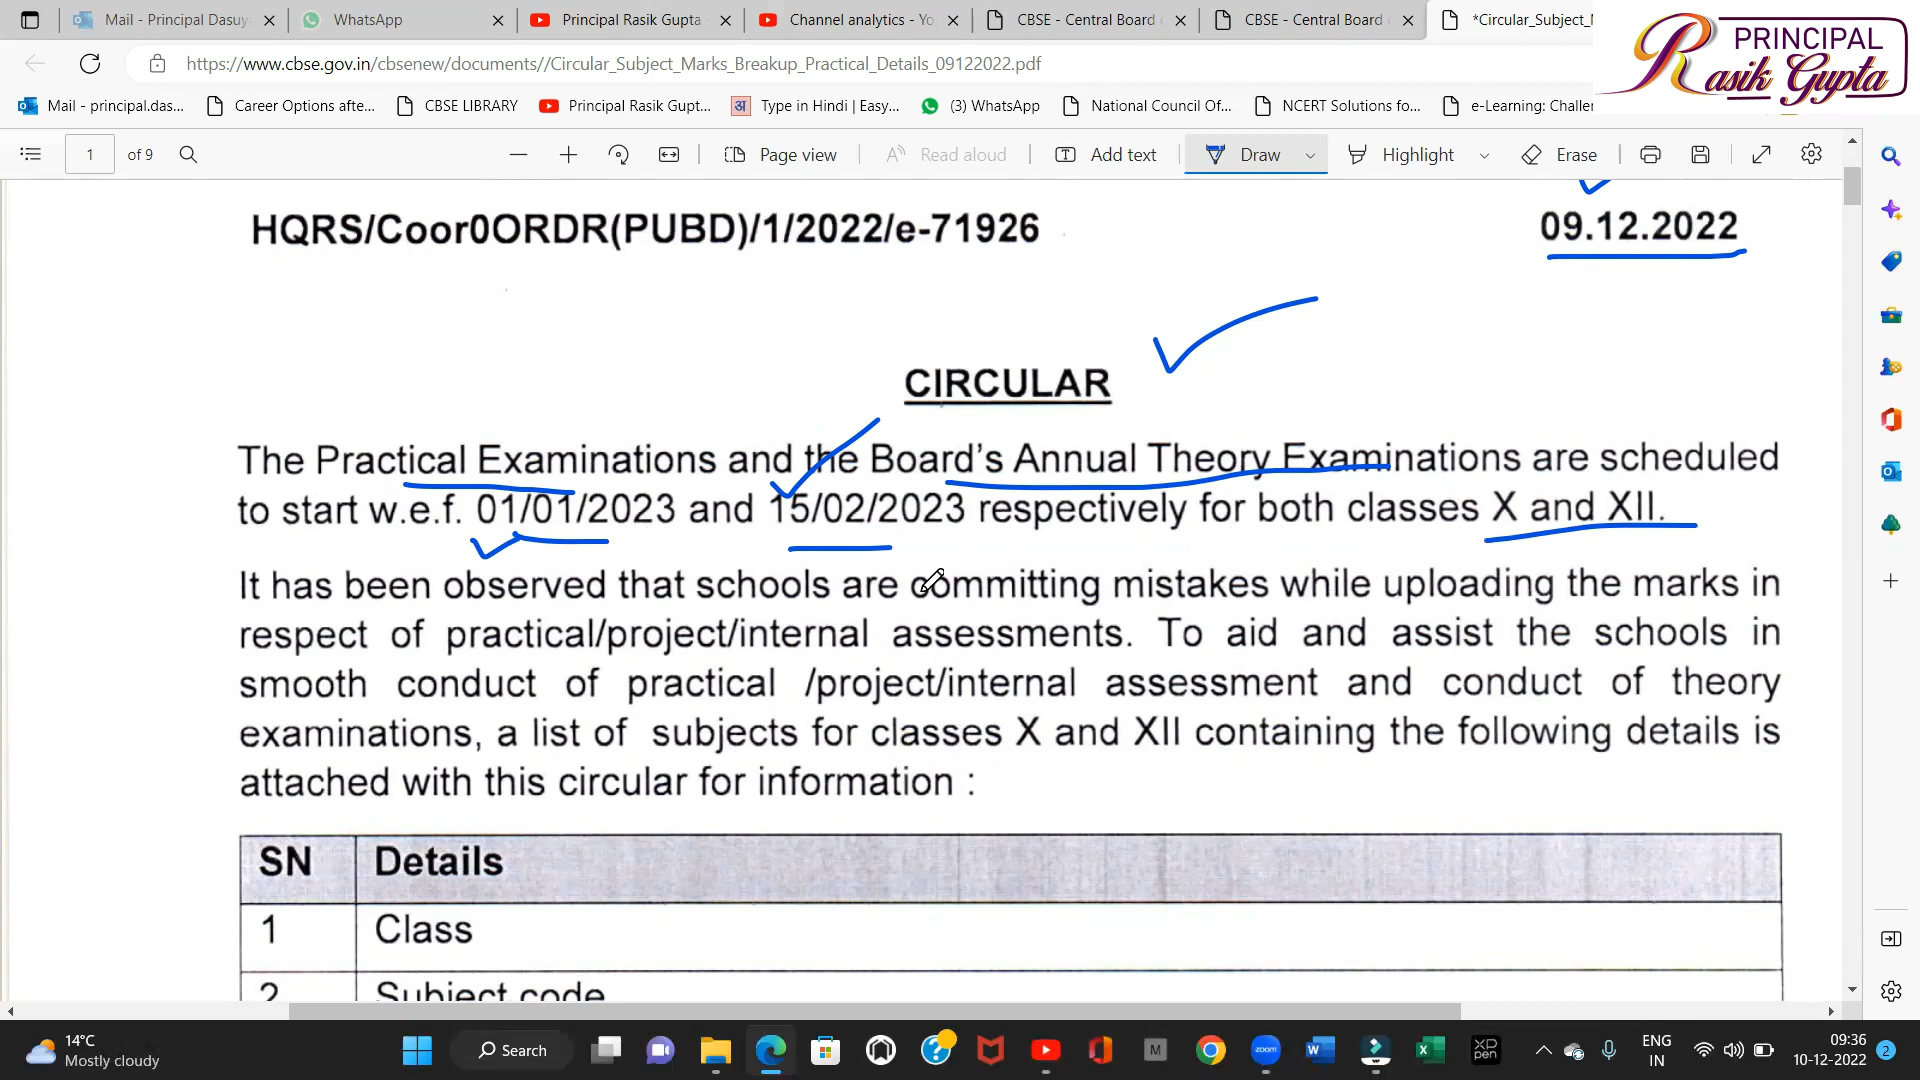 Mail - Principal Dasuy
WhatsApp
Principal Rasik Gupta
Channel analytics - Yo
CBSE - Central Board
CBSE - Central Board
*Circular_Subject_
PRINCIPAL
Rasik Gupta
https://www.cbse.gov.in/cbsenew/documents//Circular_Subject_Marks_Breakup_Practical_Details_09122022.pdf
Mail - principal.das...
Career Options afte...
CBSE LIBRARY
Principal Rasik Gupt...
अ
Type in Hindi | Easy...
(3) WhatsApp
National Council Of...
NCERT Solutions fo...
e-Learning: Challe
1 of 9
Page view
Read aloud
Add text
Draw
Highlight
Erase
HQRS/Coor0ORDR(PUBD)/1/2022/e-71926
09.12.2022
CIRCULAR
The Practical Examinations and the Board's Annual Theory Examinations are scheduled
to start w.e.f. 01/01/2023 and 15/02/2023 respectively for both classes X and XII.
It has been observed that schools are committing mistakes while uploading the marks in
respect of practical/project/internal assessments. To aid and assist the schools in
smooth conduct of practical /project/internal assessment and conduct of theory
examinations, a list of subjects for classes X and XII containing the following details is
attached with this circular for information :
SN Details
1 Class
2 Subject code
14°C
Mostly cloudy
Search
M
zoom
XD
pen
ENG
IN
09:36
10-12-2022
2